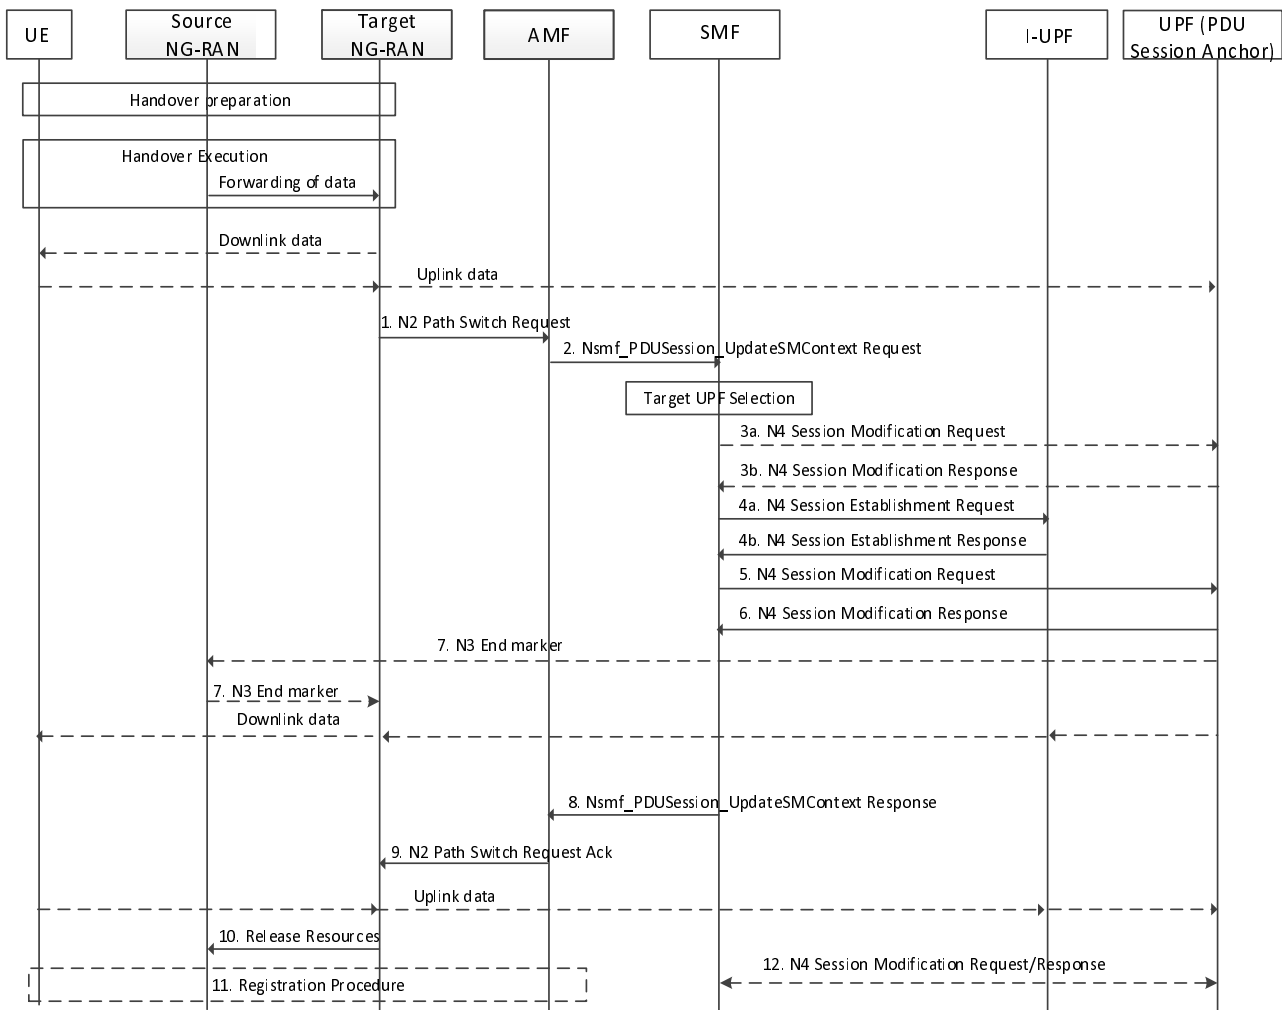 UE
Source
NG-RAN
Target
NG-RAN
AMF
SMF
I-UPF
UPF (PDU
Session Anchor)
Handover preparation
Handover Execution
Forwarding of data
Downlink data
Uplink data
1. N2 Path Switch Request
2. Nsmf_PDUSession_UpdateSMContext Request
Target UPF Selection
3a. N4 Session Modification Request
3b. N4 Session Modification Response
4a. N4 Session Establishment Request
4b. N4 Session Establishment Response
5. N4 Session Modification Request
6. N4 Session Modification Response
7. N3 End marker
7. N3 End marker
Downlink data
8. Nsmf_PDUSession_UpdateSMContext Response
9. N2 Path Switch Request Ack
Uplink data
10. Release Resources
12. N4 Session Modification Request/Response
11. Registration Procedure